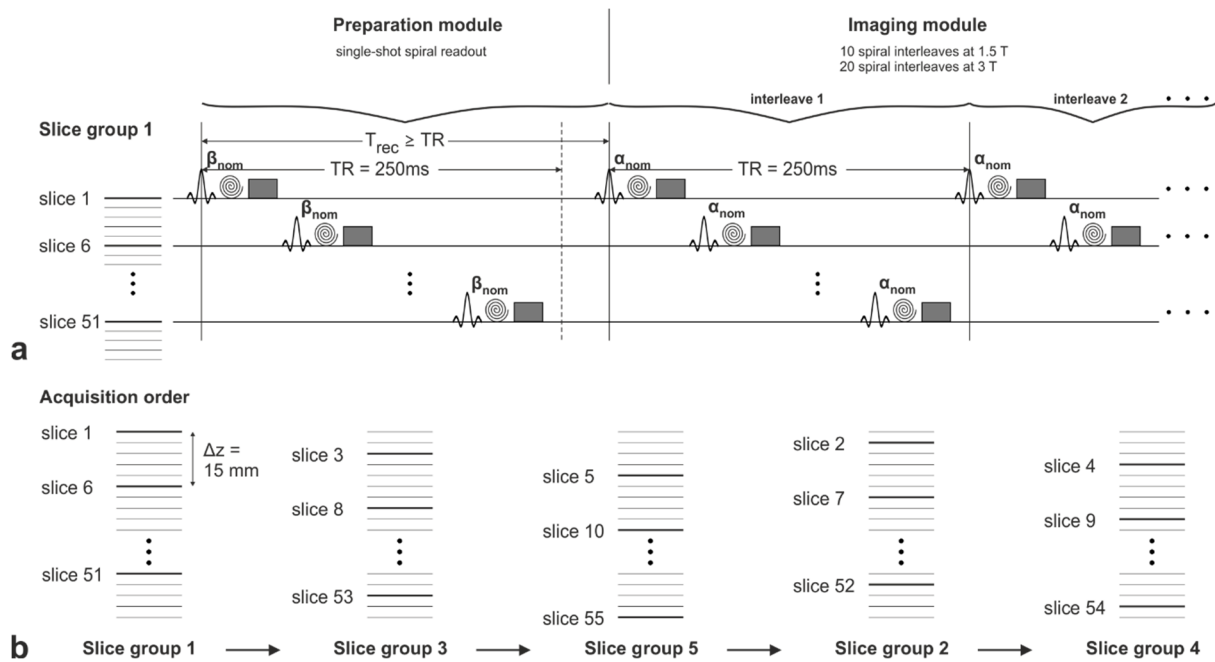 Preparation module
single-shot spiral readout
Imaging module
10 spiral interleaves at 1.5 T
20 spiral interleaves at 3 T
interleave 1
interleave 2
Slice group 1
T_rec ≥ TR
β_nom
TR = 250ms
α_nom
TR = 250ms
α_nom
slice 1
β_nom
α_nom
α_nom
slice 6
β_nom
α_nom
slice 51
a
Acquisition order
slice 1
Δz =
15 mm
slice 6
slice 51
slice 3
slice 8
slice 53
slice 5
slice 10
slice 55
slice 2
slice 7
slice 52
slice 4
slice 9
slice 54
b
Slice group 1
Slice group 3
Slice group 5
Slice group 2
Slice group 4